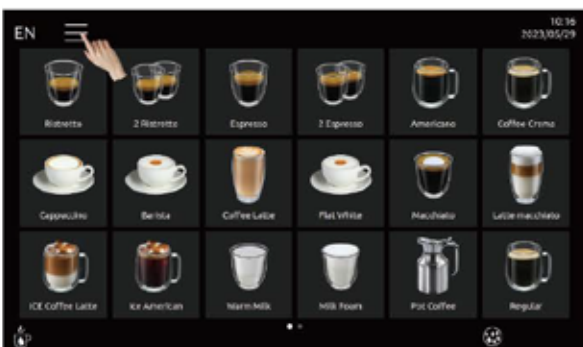 EN
10:16
2023/05/29
Ristretto
2 Ristretto
Espresso
2 Espresso
Americano
Coffee Crema
Cappuccino
Barista
Coffee Latte
Flat White
Macchiato
Latte macchiato
ICE Coffee Latte
Ice American
Warm Milk
Milk Foam
Pot Coffee
Regular